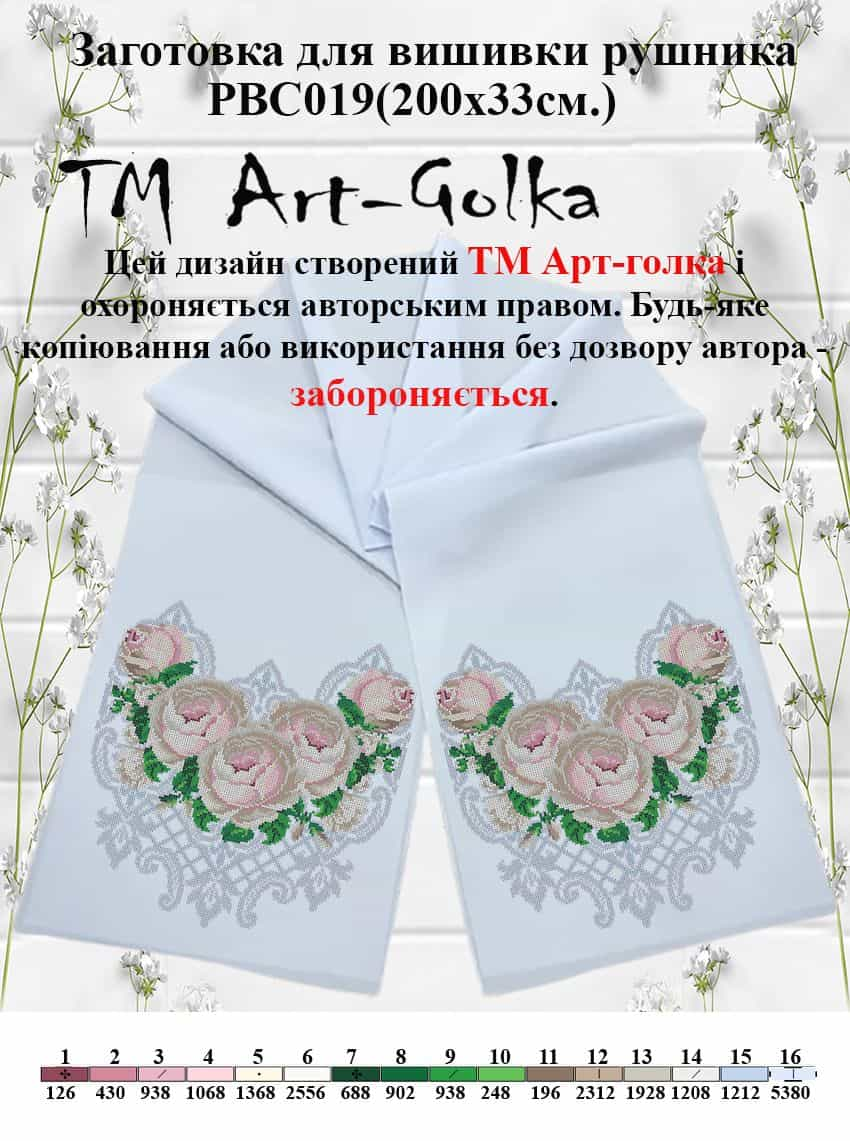 Заготовка для вишивки рушника
РВС019(200х33см.)
TM Art-Golka
Цей дизайн створений ТМ Арт-голка і
охороняється авторським правом. Будь-яке
копіювання або використання без дозвору автора -
забороняється.
1 2 3 4 5 6 7 8 9 10 11 12 13 14 15 16
126 430 938 1068 1368 2556 688 902 938 248 196 2312 1928 1208 1212 5380